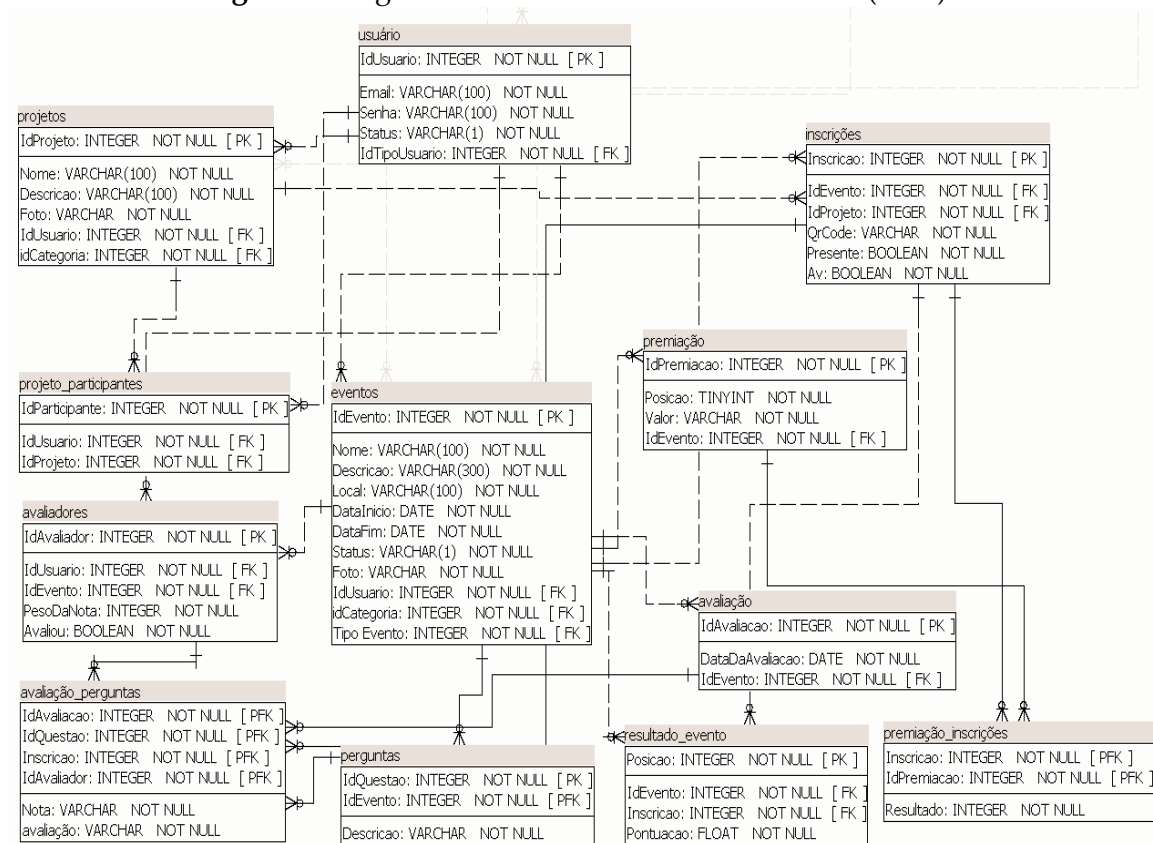 usuário
IdUsuario: INTEGER NOT NULL [ PK ]
Email: VARCHAR(100) NOT NULL
Senha: VARCHAR(100) NOT NULL
Status: VARCHAR(1) NOT NULL
IdTipoUsuario: INTEGER NOT NULL [ FK ]
projetos
IdProjeto: INTEGER NOT NULL [ PK ]
Nome: VARCHAR(100) NOT NULL
Descricao: VARCHAR(100) NOT NULL
Foto: VARCHAR NOT NULL
IdUsuario: INTEGER NOT NULL [ FK ]
idCategoria: INTEGER NOT NULL [ FK ]
inscrições
Inscricao: INTEGER NOT NULL [ PK ]
IdEvento: INTEGER NOT NULL [ FK ]
IdProjeto: INTEGER NOT NULL [ FK ]
QrCode: VARCHAR NOT NULL
Presente: BOOLEAN NOT NULL
Av: BOOLEAN NOT NULL
premiação
IdPremiacao: INTEGER NOT NULL [ PK ]
Posicao: TINYINT NOT NULL
Valor: VARCHAR NOT NULL
IdEvento: INTEGER NOT NULL [ FK ]
projeto_participantes
IdParticipante: INTEGER NOT NULL [ PK ]
IdUsuario: INTEGER NOT NULL [ FK ]
IdProjeto: INTEGER NOT NULL [ FK ]
eventos
IdEvento: INTEGER NOT NULL [ PK ]
Nome: VARCHAR(100) NOT NULL
Descricao: VARCHAR(300) NOT NULL
Local: VARCHAR(100) NOT NULL
DataInicio: DATE NOT NULL
DataFim: DATE NOT NULL
Status: VARCHAR(1) NOT NULL
Foto: VARCHAR NOT NULL
IdUsuario: INTEGER NOT NULL [ FK ]
idCategoria: INTEGER NOT NULL [ FK ]
Tipo Evento: INTEGER NOT NULL [ FK ]
avaliadores
IdAvaliador: INTEGER NOT NULL [ PK ]
IdUsuario: INTEGER NOT NULL [ FK ]
IdEvento: INTEGER NOT NULL [ FK ]
PesoDaNota: INTEGER NOT NULL
Avaliou: BOOLEAN NOT NULL
avaliação
IdAvaliacao: INTEGER NOT NULL [ PK ]
DataDaAvaliacao: DATE NOT NULL
IdEvento: INTEGER NOT NULL [ FK ]
avaliação_perguntas
IdAvaliacao: INTEGER NOT NULL [ PFK ]
IdQuestao: INTEGER NOT NULL [ PFK ]
Inscricao: INTEGER NOT NULL [ PFK ]
IdAvaliador: INTEGER NOT NULL [ PFK ]
Nota: VARCHAR NOT NULL
avaliação: VARCHAR NOT NULL
perguntas
IdQuestao: INTEGER NOT NULL [ PK ]
IdEvento: INTEGER NOT NULL [ PFK ]
Descricao: VARCHAR NOT NULL
resultado_evento
Posicao: INTEGER NOT NULL [ PK ]
IdEvento: INTEGER NOT NULL [ FK ]
Inscricao: INTEGER NOT NULL [ FK ]
Pontuacao: FLOAT NOT NULL
premiação_inscrições
Inscricao: INTEGER NOT NULL [ PFK ]
IdPremiacao: INTEGER NOT NULL [ PFK ]
Resultado: INTEGER NOT NULL